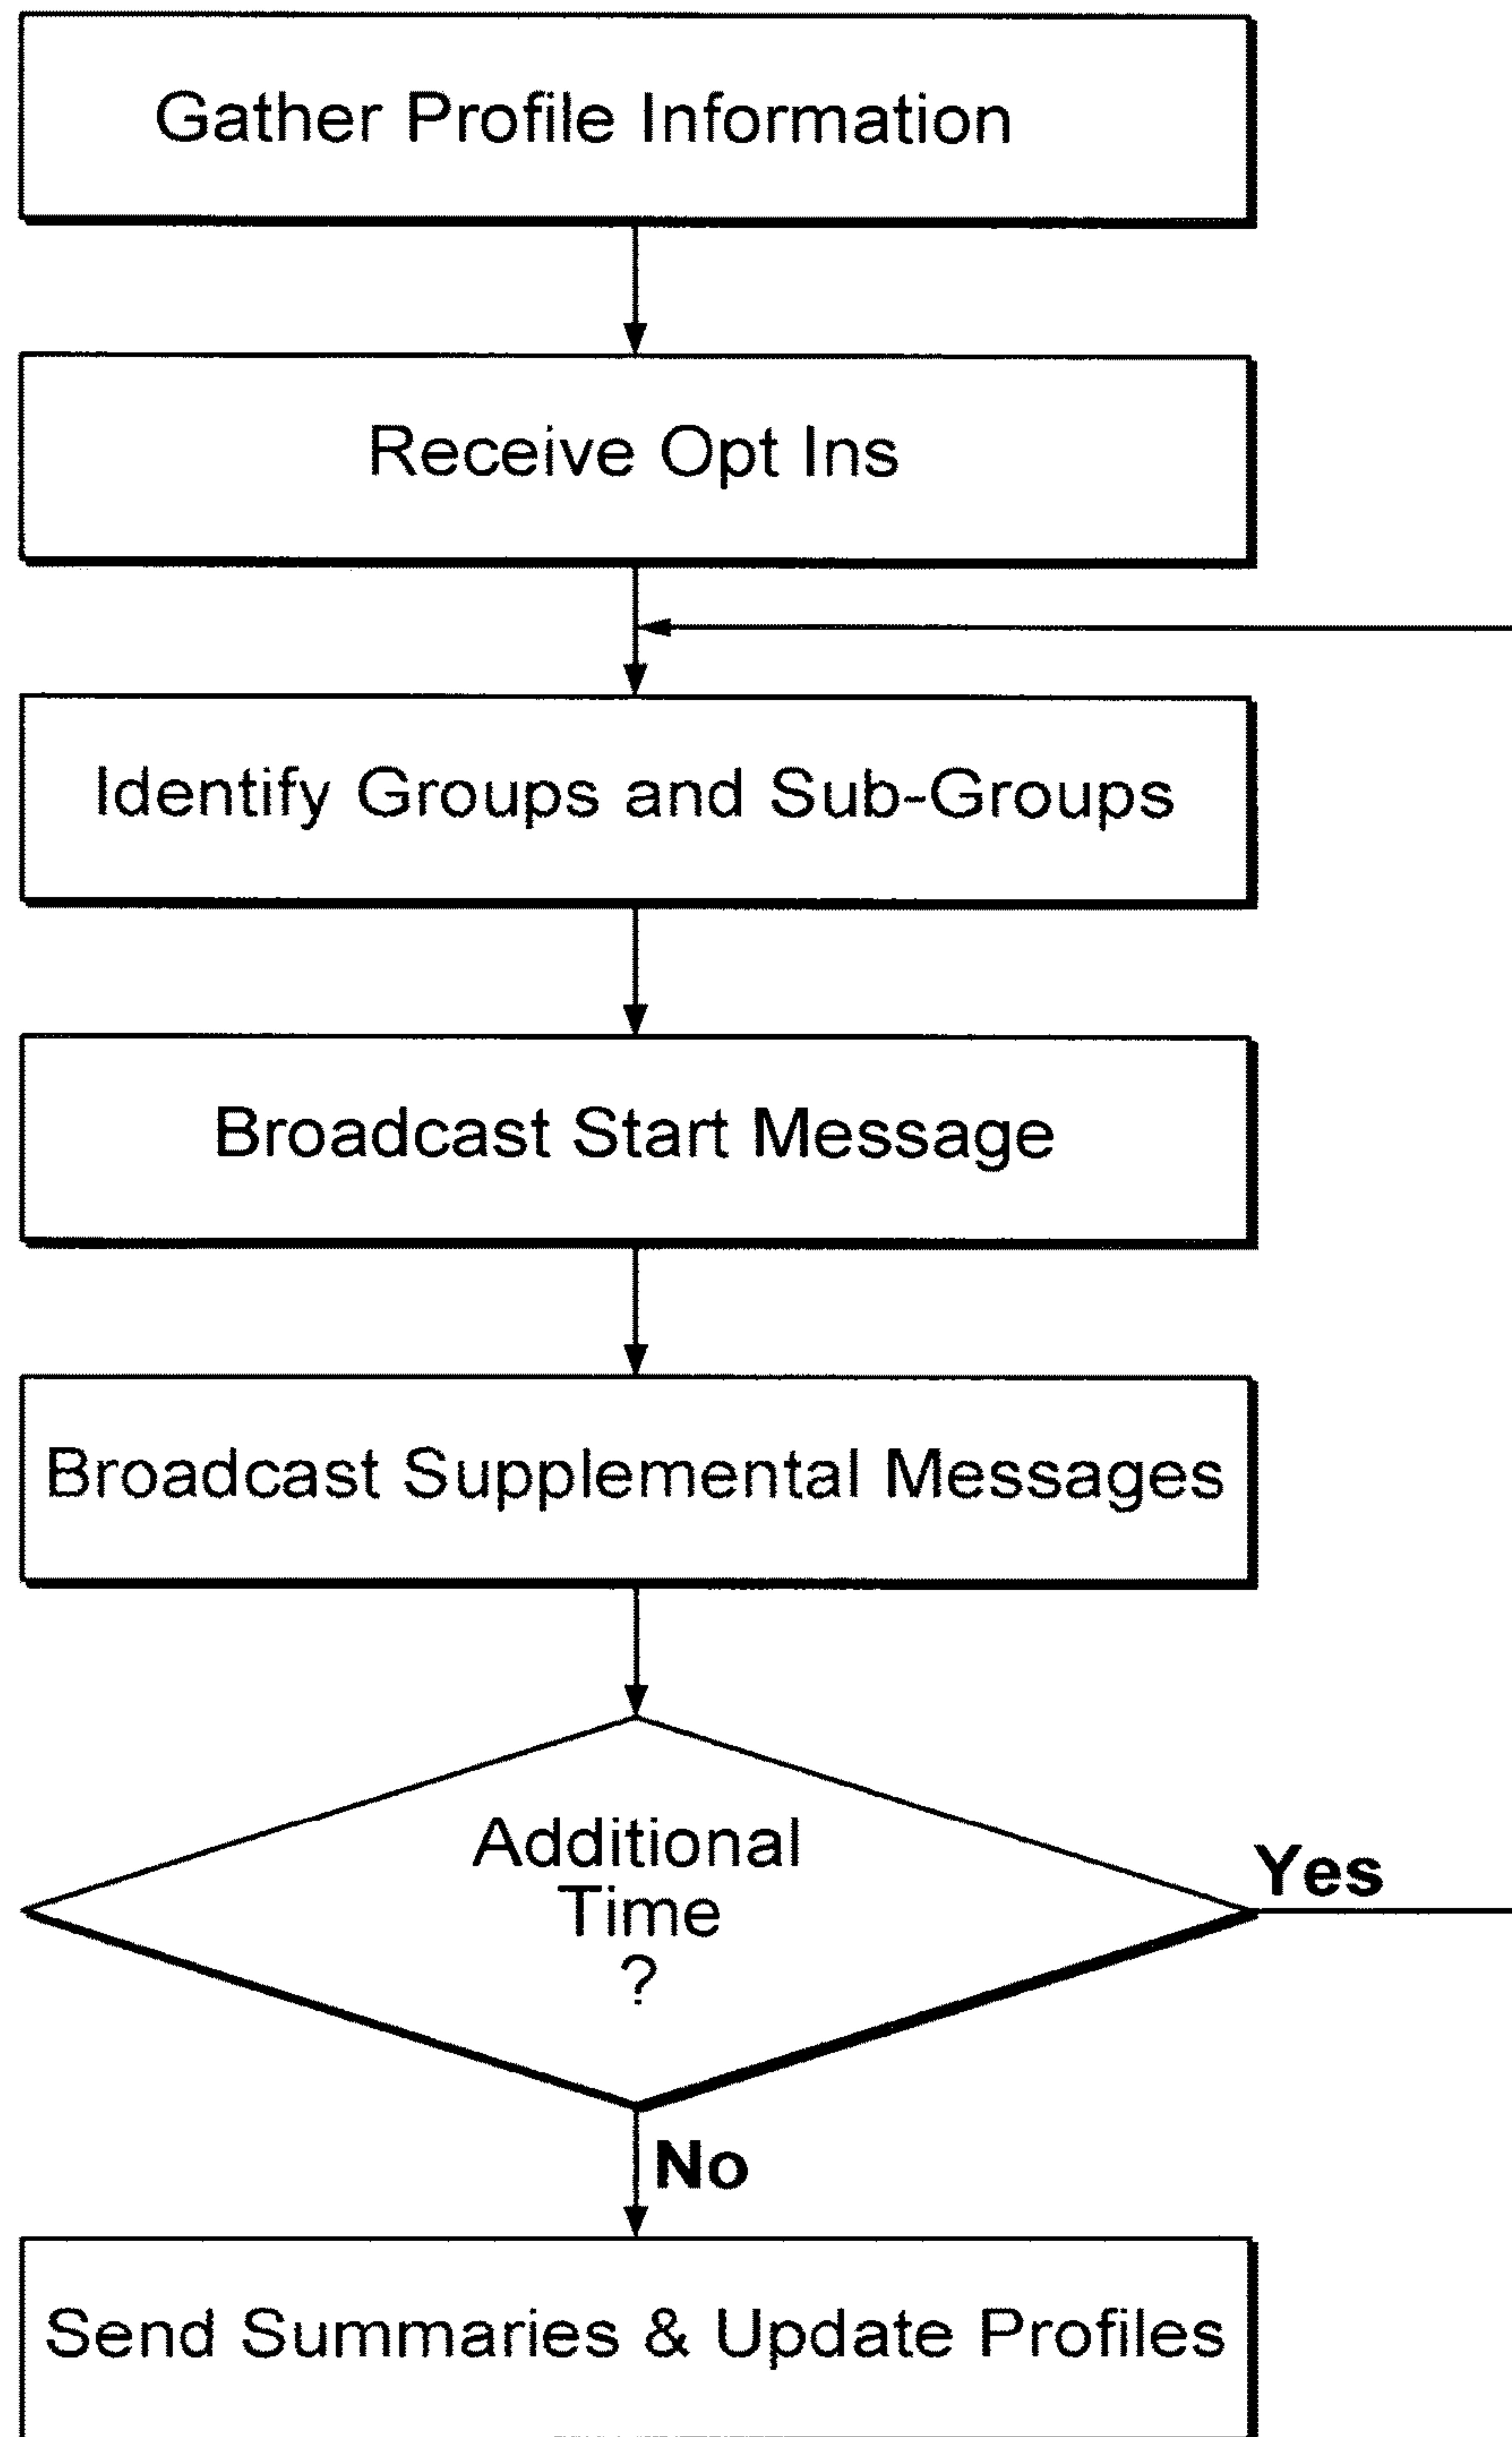 Gather Profile Information
Receive Opt Ins
Identify Groups and Sub-Groups
Broadcast Start Message
Broadcast Supplemental Messages
Additional
Time
?
Yes
No
Send Summaries & Update Profiles